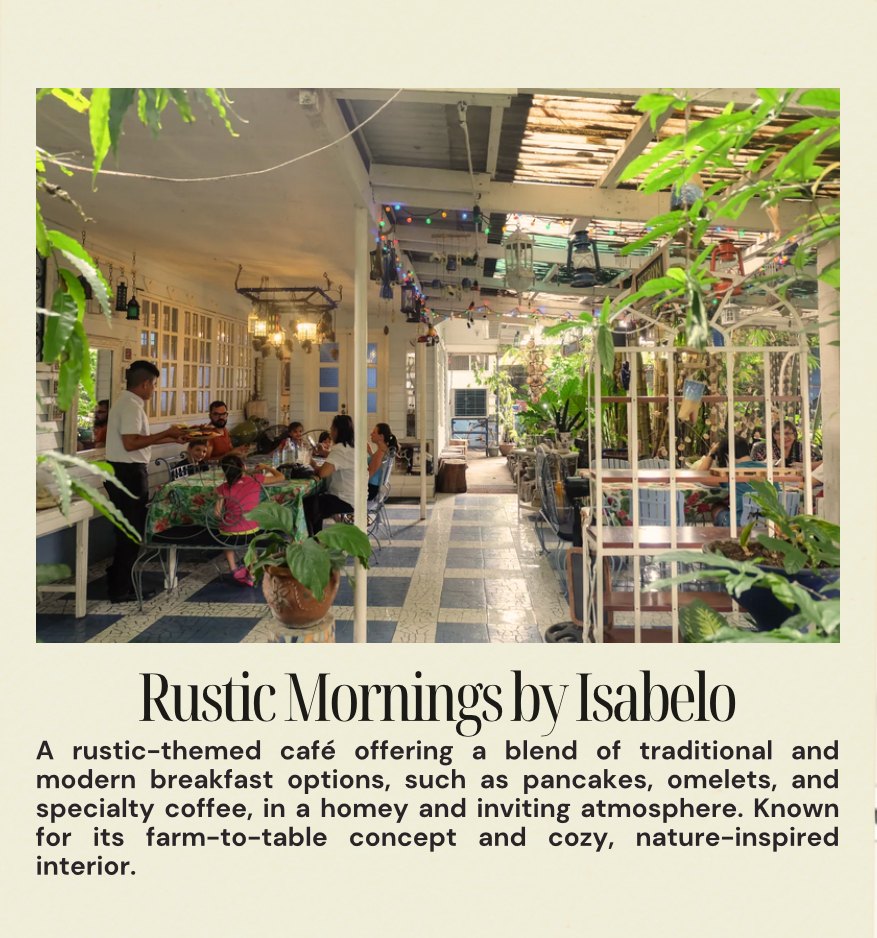 Rustic Mornings by Isabelo
A rustic-themed café offering a blend of traditional and
modern breakfast options, such as pancakes, omelets, and
specialty coffee, in a homey and inviting atmosphere. Known
for its farm-to-table concept and cozy, nature-inspired
interior.